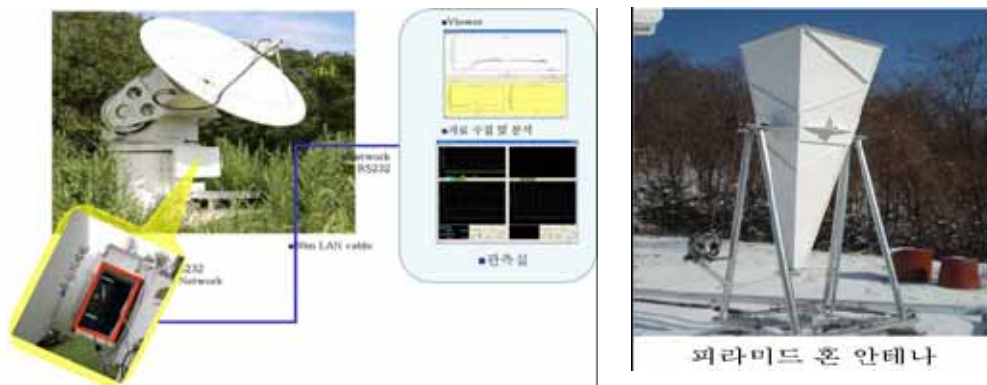 ■Viewer
■자료 수집 및 분석
Network
RS232
LAN cable
232
Network
■관측실
피라미드 혼 안테나